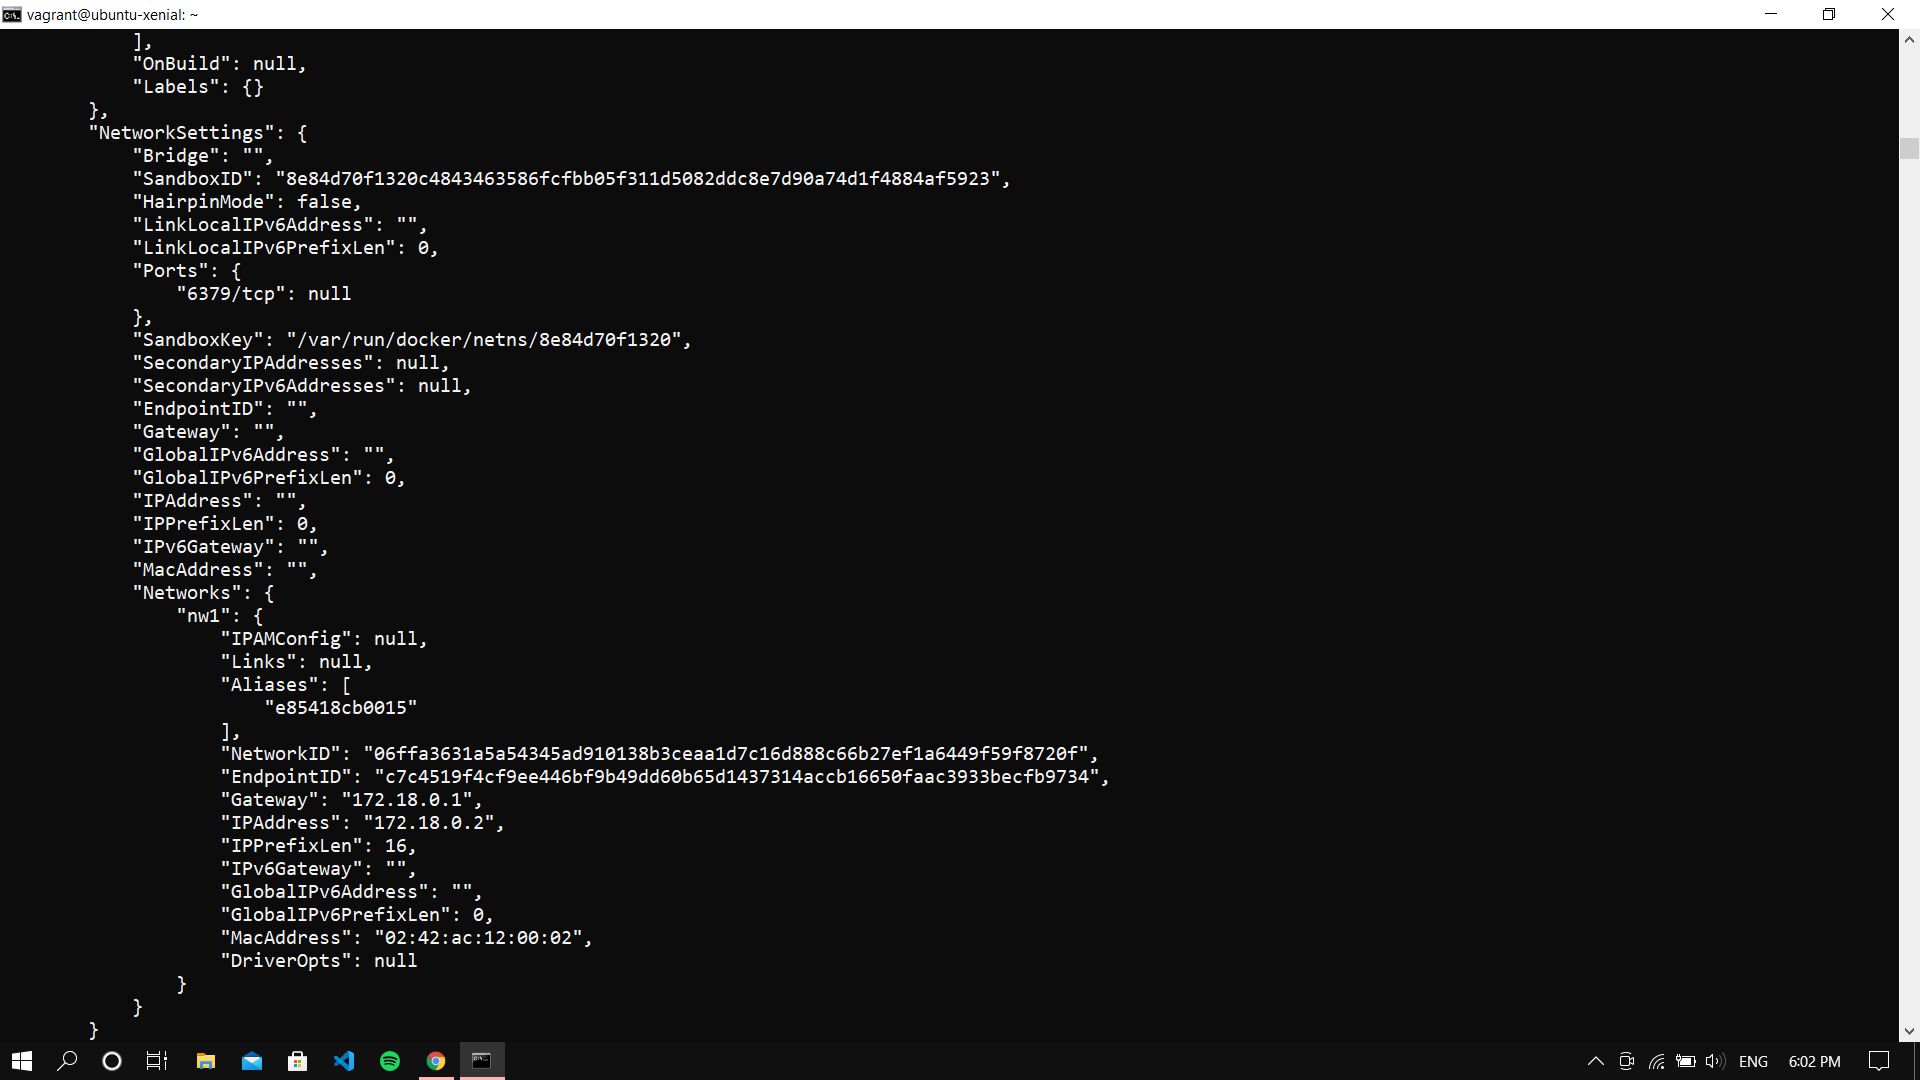 vagrant@ubuntu-xenial: ~
],
"OnBuild": null,
"Labels": {}
},
"NetworkSettings": {
"Bridge": "",
"SandboxID": "8e84d70f1320c4843463586fcfbb05f311d5082ddc8e7d90a74d1f4884af5923",
"HairpinMode": false,
"LinkLocalIPv6Address": "",
"LinkLocalIPv6PrefixLen": 0,
"Ports": {
"6379/tcp": null
},
"SandboxKey": "/var/run/docker/netns/8e84d70f1320",
"SecondaryIPAddresses": null,
"SecondaryIPv6Addresses": null,
"EndpointID": "",
"Gateway": "",
"GlobalIPv6Address": "",
"GlobalIPv6PrefixLen": 0,
"IPAddress": "",
"IPPrefixLen": 0,
"IPv6Gateway": "",
"MacAddress": "",
"Networks": {
"nw1": {
"IPAMConfig": null,
"Links": null,
"Aliases": [
"e85418cb0015"
],
"NetworkID": "06ffa3631a5a54345ad910138b3ceaa1d7c16d888c66b27ef1a6449f59f8720f",
"EndpointID": "c7c4519f4cf9ee446bf9b49dd60b65d1437314accb16650faac3933becfb9734",
"Gateway": "172.18.0.1",
"IPAddress": "172.18.0.2",
"IPPrefixLen": 16,
"IPv6Gateway": "",
"GlobalIPv6Address": "",
"GlobalIPv6PrefixLen": 0,
"MacAddress": "02:42:ac:12:00:02",
"DriverOpts": null
}
}
}
ENG
6:02 PM